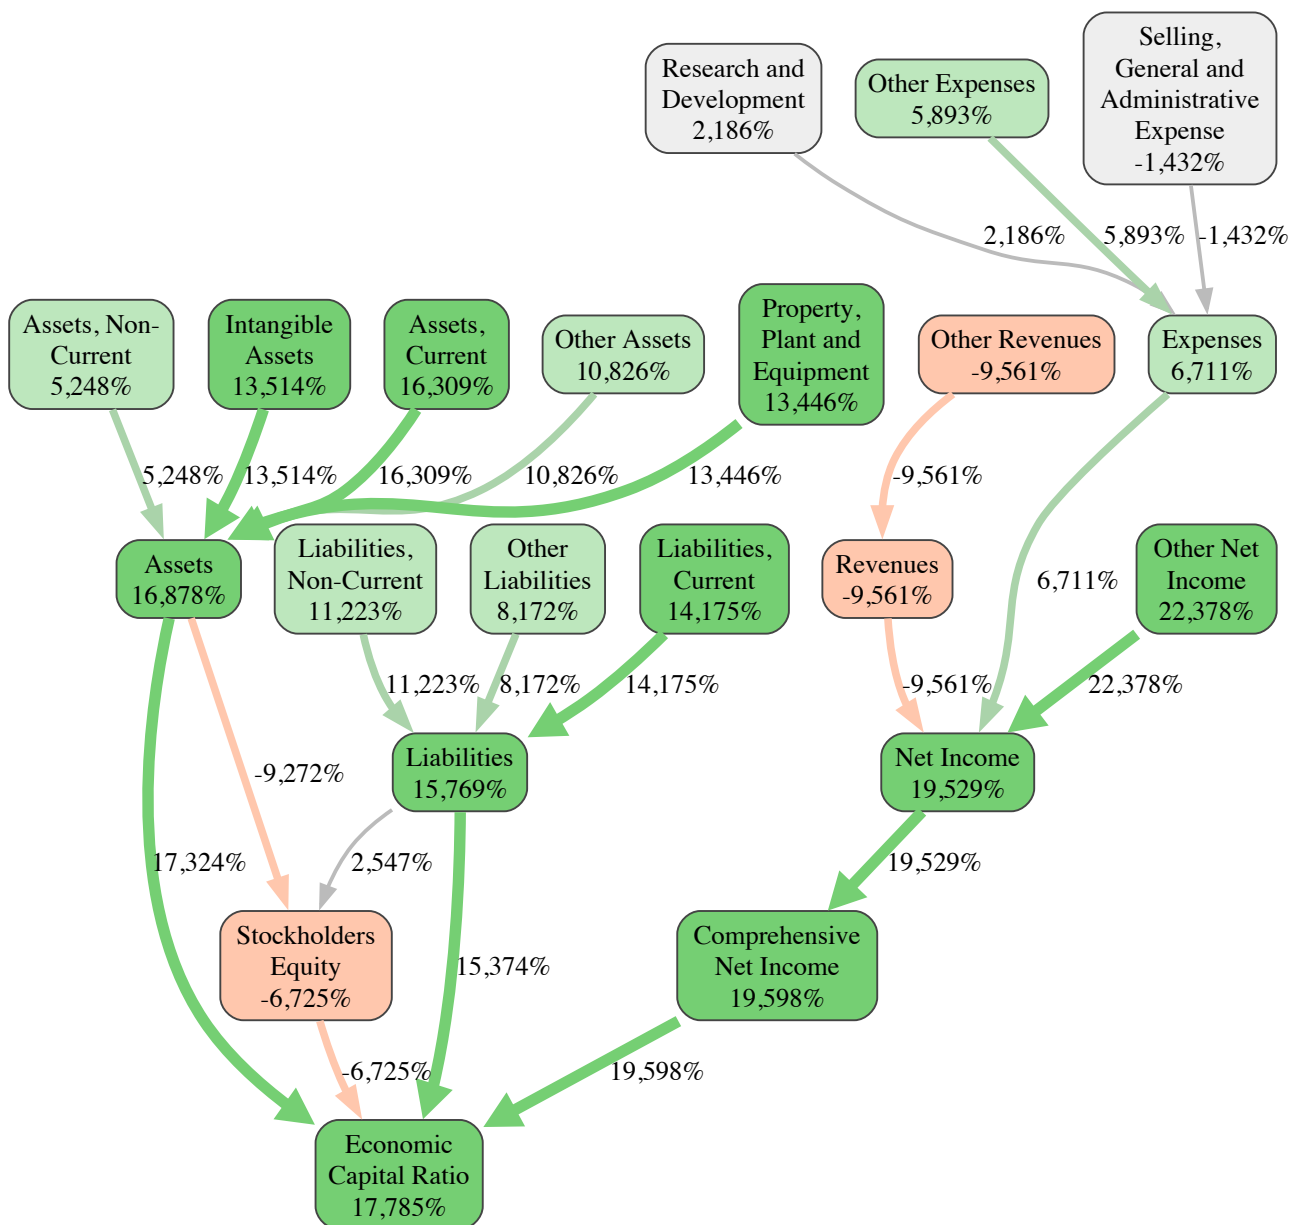 Research and
Development
2,186%
Other Expenses
5,893%
Selling,
General and
Administrative
Expense
-1,432%
2,186%
5,893%
-1,432%
Assets, Non-
Current
5,248%
Intangible
Assets
13,514%
Assets,
Current
16,309%
Other Assets
10,826%
Property,
Plant and
Equipment
13,446%
Other Revenues
-9,561%
Expenses
6,711%
5,248%
13,514%
16,309%
10,826%
13,446%
-9,561%
Assets
16,878%
Liabilities,
Non-Current
11,223%
Other
Liabilities
8,172%
Liabilities,
Current
14,175%
Revenues
-9,561%
6,711%
Other Net
Income
22,378%
11,223%
8,172%
14,175%
-9,561%
22,378%
-9,272%
Liabilities
15,769%
Net Income
19,529%
17,324%
2,547%
19,529%
Stockholders
Equity
-6,725%
15,374%
Comprehensive
Net Income
19,598%
-6,725%
19,598%
Economic
Capital Ratio
17,785%